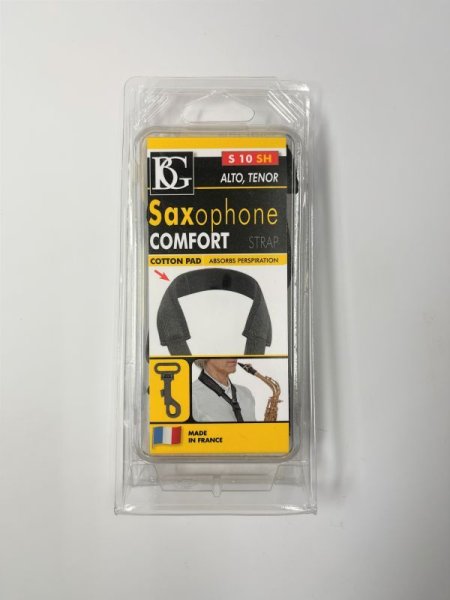 BG
S 10 SH
ALTO, TENOR
Saxophone
COMFORT STRAP
COTTON PAD ABSORBS PERSPIRATION
MADE
IN FRANCE